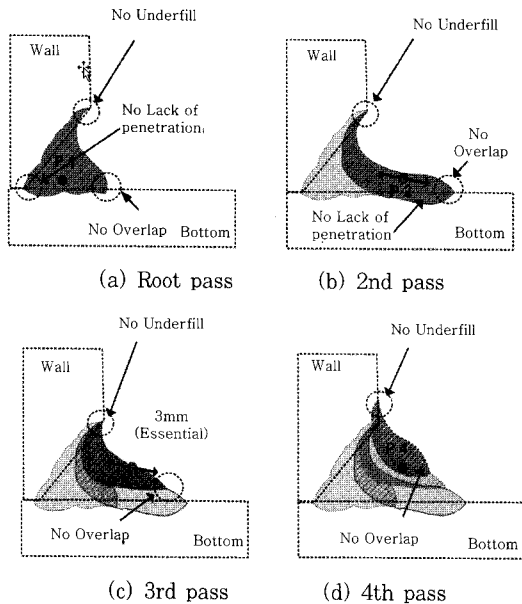 No Underfill
Wall
No Lack of
penetration
No Overlap
Bottom
(a) Root pass
No Underfill
Wall
No
Overlap
No Lack of
penetration
Bottom
(b) 2nd pass
No Underfill
Wall
3mm
(Essential)
No Overlap
Bottom
(c) 3rd pass
No Underfill
Wall
No Overlap
Bottom
(d) 4th pass